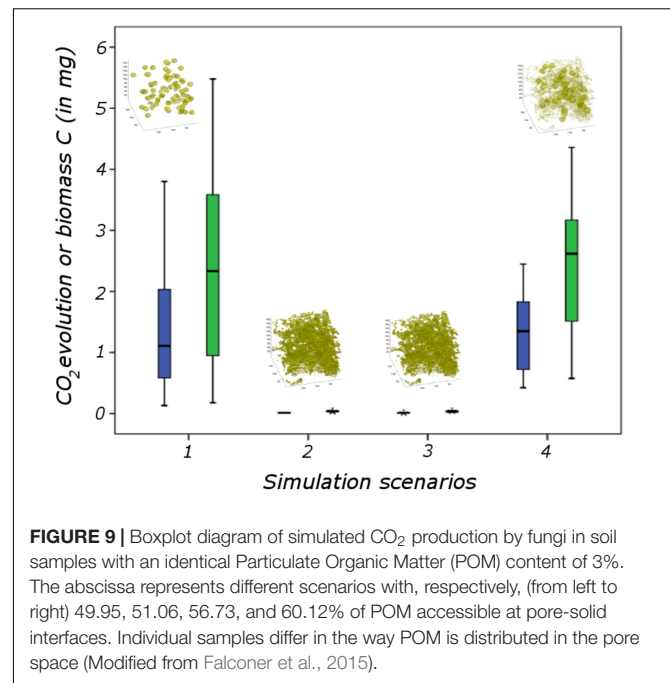 CO2 evolution or biomass C (in mg)
6
5
4
3
2
1
0
1 2 3 4
Simulation scenarios
FIGURE 9 | Boxplot diagram of simulated CO2 production by fungi in soil
samples with an identical Particulate Organic Matter (POM) content of 3%.
The abscissa represents different scenarios with, respectively, (from left to
right) 49.95, 51.06, 56.73, and 60.12% of POM accessible at pore-solid
interfaces. Individual samples differ in the way POM is distributed in the pore
space (Modified from Falconer et al., 2015).